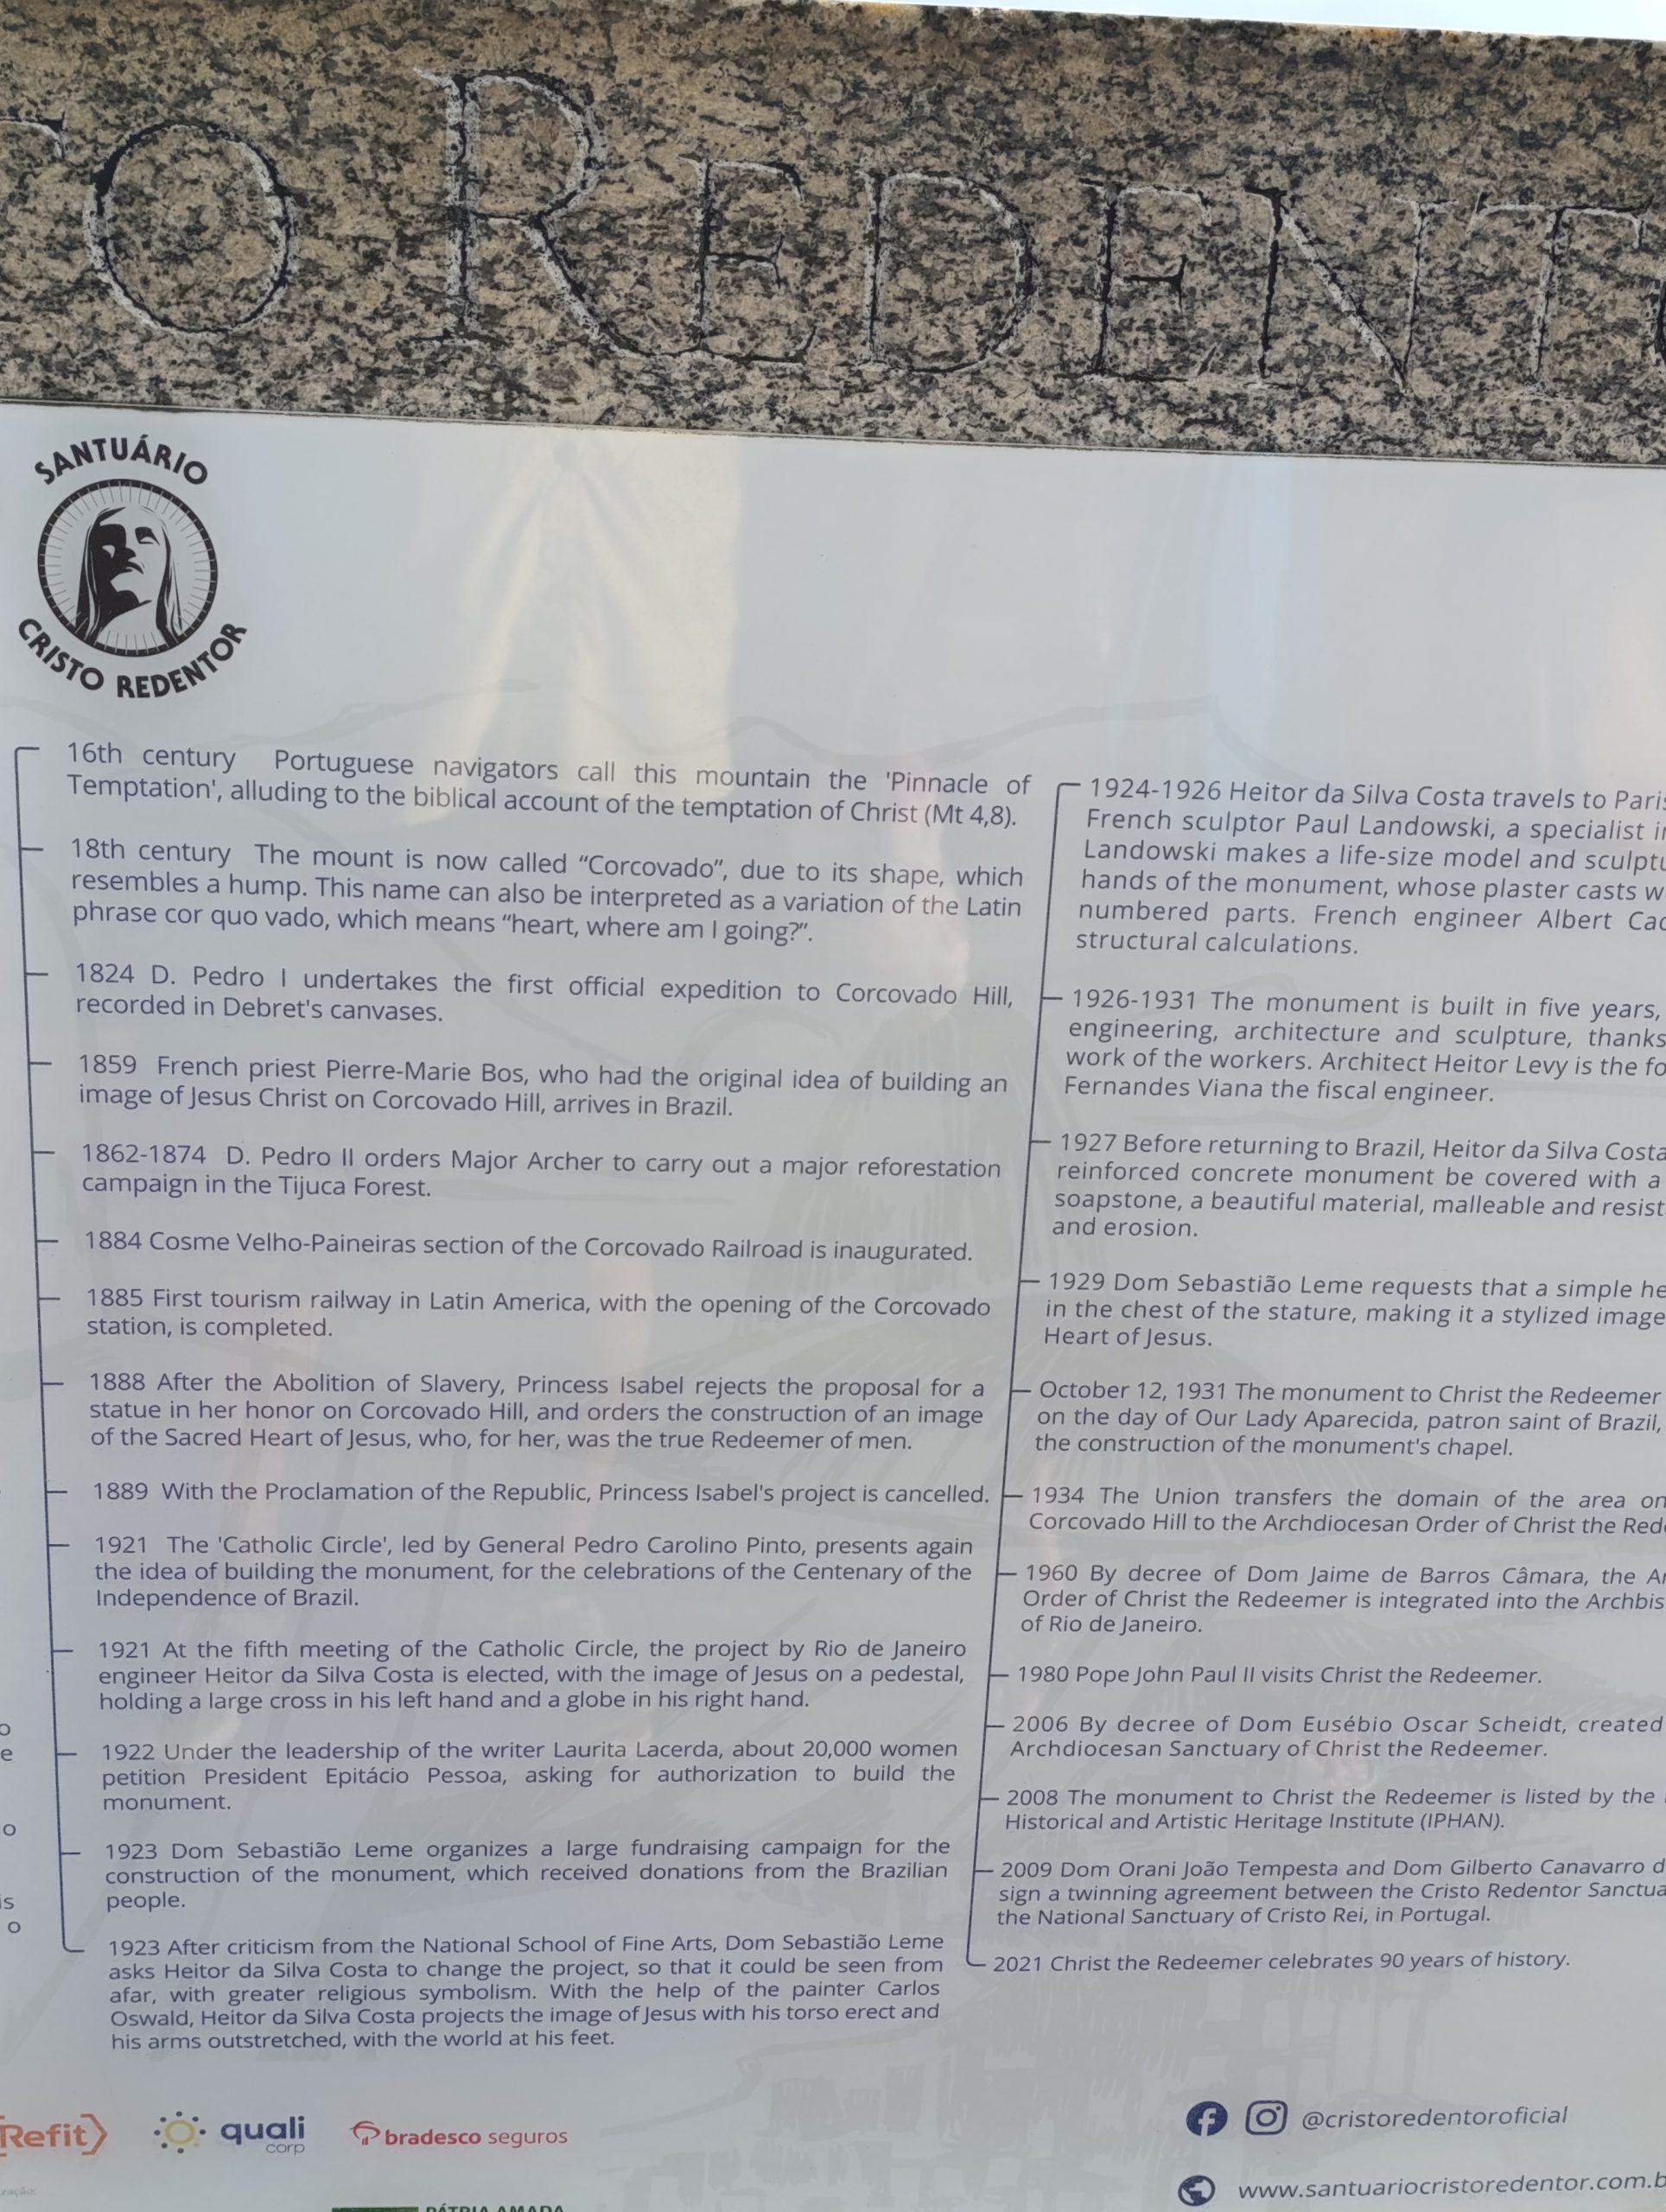 O REDENT
SANTUÁRIO
CRISTO REDENTOR
16th century Portuguese navigators call this mountain the 'Pinnacle of
Temptation', alluding to the biblical account of the temptation of Christ (Mt 4,8).
18th century The mount is now called “Corcovado”, due to its shape, which
resembles a hump. This name can also be interpreted as a variation of the Latin
phrase cor quo vado, which means “heart, where am I going?”.
1824 D. Pedro I undertakes the first official expedition to Corcovado Hill,
recorded in Debret's canvases.
1859 French priest Pierre-Marie Bos, who had the original idea of building an
image of Jesus Christ on Corcovado Hill, arrives in Brazil.
1862-1874 D. Pedro II orders Major Archer to carry out a major reforestation
campaign in the Tijuca Forest.
1884 Cosme Velho-Paineiras section of the Corcovado Railroad is inaugurated.
1885 First tourism railway in Latin America, with the opening of the Corcovado
station, is completed.
1888 After the Abolition of Slavery, Princess Isabel rejects the proposal for a
statue in her honor on Corcovado Hill, and orders the construction of an image
of the Sacred Heart of Jesus, who, for her, was the true Redeemer of men.
1889 With the Proclamation of the Republic, Princess Isabel's project is cancelled.
1921 The 'Catholic Circle', led by General Pedro Carolino Pinto, presents again
the idea of building the monument, for the celebrations of the Centenary of the
Independence of Brazil.
1921 At the fifth meeting of the Catholic Circle, the project by Rio de Janeiro
engineer Heitor da Silva Costa is elected, with the image of Jesus on a pedestal,
holding a large cross in his left hand and a globe in his right hand.
1922 Under the leadership of the writer Laurita Lacerda, about 20,000 women
petition President Epitácio Pessoa, asking for authorization to build the
monument.
1923 Dom Sebastião Leme organizes a large fundraising campaign for the
construction of the monument, which received donations from the Brazilian
people.
1923 After criticism from the National School of Fine Arts, Dom Sebastião Leme
asks Heitor da Silva Costa to change the project, so that it could be seen from
afar, with greater religious symbolism. With the help of the painter Carlos
Oswald, Heitor da Silva Costa projects the image of Jesus with his torso erect and
his arms outstretched, with the world at his feet.
1924-1926 Heitor da Silva Costa travels to Paris
French sculptor Paul Landowski, a specialist
Landowski makes a life-size model and
hands of the monument, whose plaster casts
numbered parts. French engineer Albert
structural calculations.
1926-1931 The monument is built in five years,
engineering, architecture and sculpture, thanks
work of the workers. Architect Heitor Levy is the
Fernandes Viana the fiscal engineer.
1927 Before returning to Brazil, Heitor da Silva Costa
reinforced concrete monument be covered with a
soapstone, a beautiful material, malleable and
and erosion.
1929 Dom Sebastião Leme requests that a simple
in the chest of the stature, making it a stylized image
Heart of Jesus.
October 12, 1931 The monument to Christ the Redeemer
on the day of Our Lady Aparecida, patron saint of Brazil,
the construction of the monument's chapel.
1934 The Union transfers the domain of the area on
Corcovado Hill to the Archdiocesan Order of Christ the
1960 By decree of Dom Jaime de Barros Câmara, the
Order of Christ the Redeemer is integrated into the
of Rio de Janeiro.
1980 Pope John Paul II visits Christ the Redeemer.
2006 By decree of Dom Eusébio Oscar Scheidt, created
Archdiocesan Sanctuary of Christ the Redeemer.
2008 The monument to Christ the Redeemer is listed by the
Historical and Artistic Heritage Institute (IPHAN).
2009 Dom Orani João Tempesta and Dom Gilberto Canavarro
sign a twinning agreement between the Cristo Redentor
the National Sanctuary of Cristo Rei, in Portugal.
2021 Christ the Redeemer celebrates 90 years of history.
Refit
quali
corp
bradesco seguros
@cristoredentoroficial
www.santuariocristoredentor.com.b
PÁTRIA AMADA